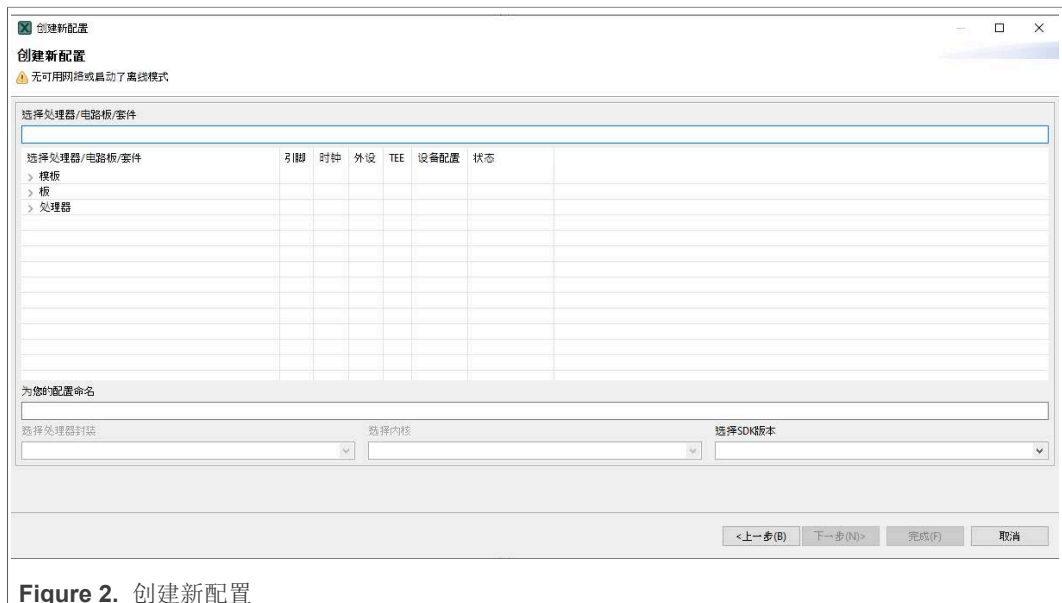 创建新配置
创建新配置
无可用网络或启动了离线模式
选择处理器/电路板/套件
选择处理器/电路板/套件 引脚 时钟 外设 TEE 设备配置 状态
模板
板
处理器
为您的配置命名
选择处理器封装 选择内核 选择SDK版本
<上一步(B) 下一步(N)> 完成(F) 取消
Figure 2. 创建新配置